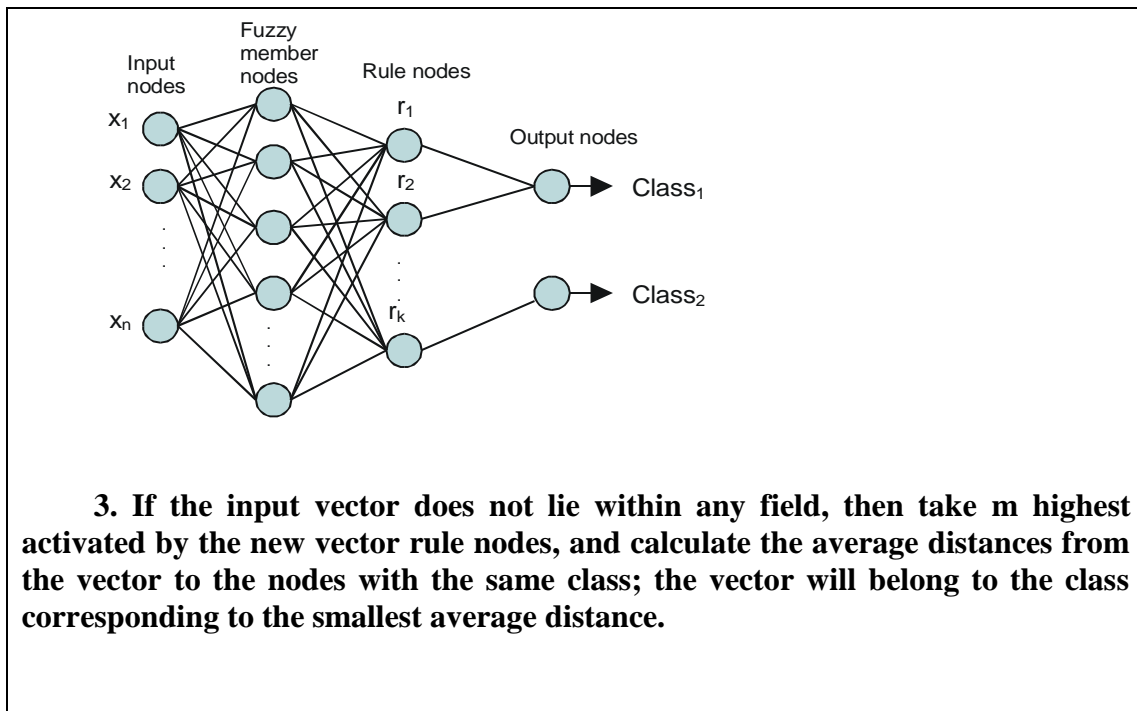 Fuzzy
member
nodes
Input
nodes
Rule nodes
Output nodes
x₁
x₂
.
.
.
xₙ
.
.
.
r₁
r₂
.
.
.
rₖ
Class₁
Class₂
3. If the input vector does not lie within any field, then take m highest
activated by the new vector rule nodes, and calculate the average distances from
the vector to the nodes with the same class; the vector will belong to the class
corresponding to the smallest average distance.